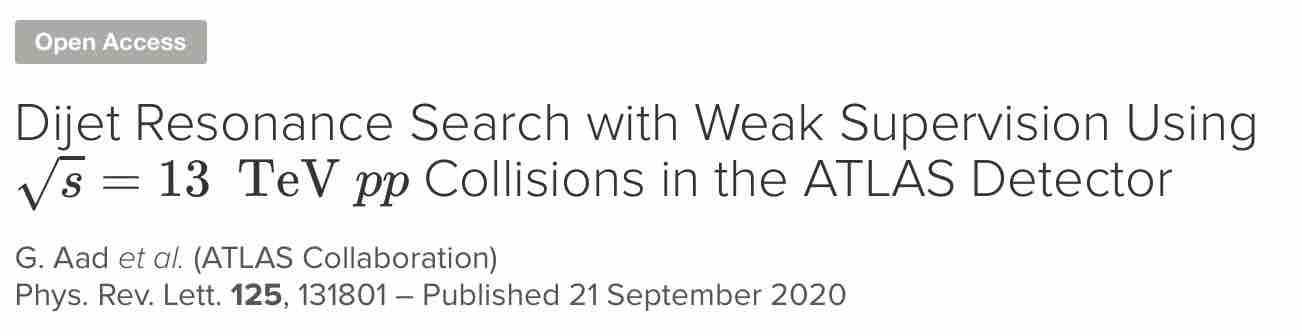 Open Access
Dijet Resonance Search with Weak Supervision Using
√s = 13 TeV pp Collisions in the ATLAS Detector
G. Aad et al. (ATLAS Collaboration)
Phys. Rev. Lett. 125, 131801 – Published 21 September 2020